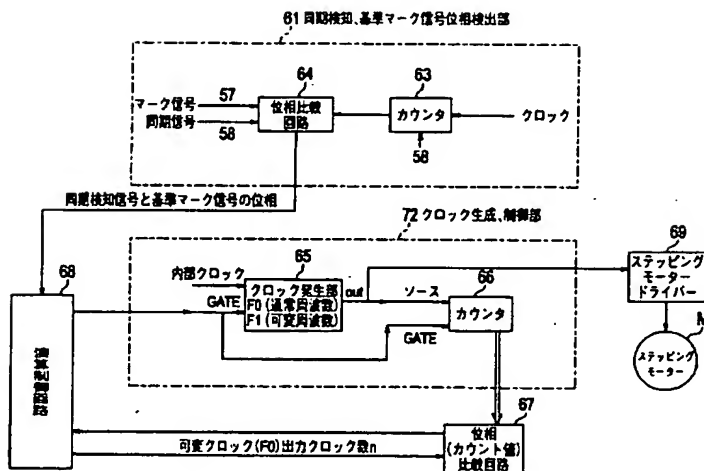 61 同期検知、基準マーク信号位相検出部
64
63
マーク信号
57
同期信号
58
位相比較
回路
カウンタ
クロック
58
同期検知信号と基準マーク信号の位相
72 クロック生成、制御部
68
65
内部クロック
クロック発生部
F0(通常周波数)
F1(可変周波数)
GATE
out
ソース
66
カウンタ
GATE
69
ステッピング
モーター
ドライバー
M
ステッピング
モーター
67
位相
(カウント値)
比較回路
可変クロック(F0)出力クロック数n